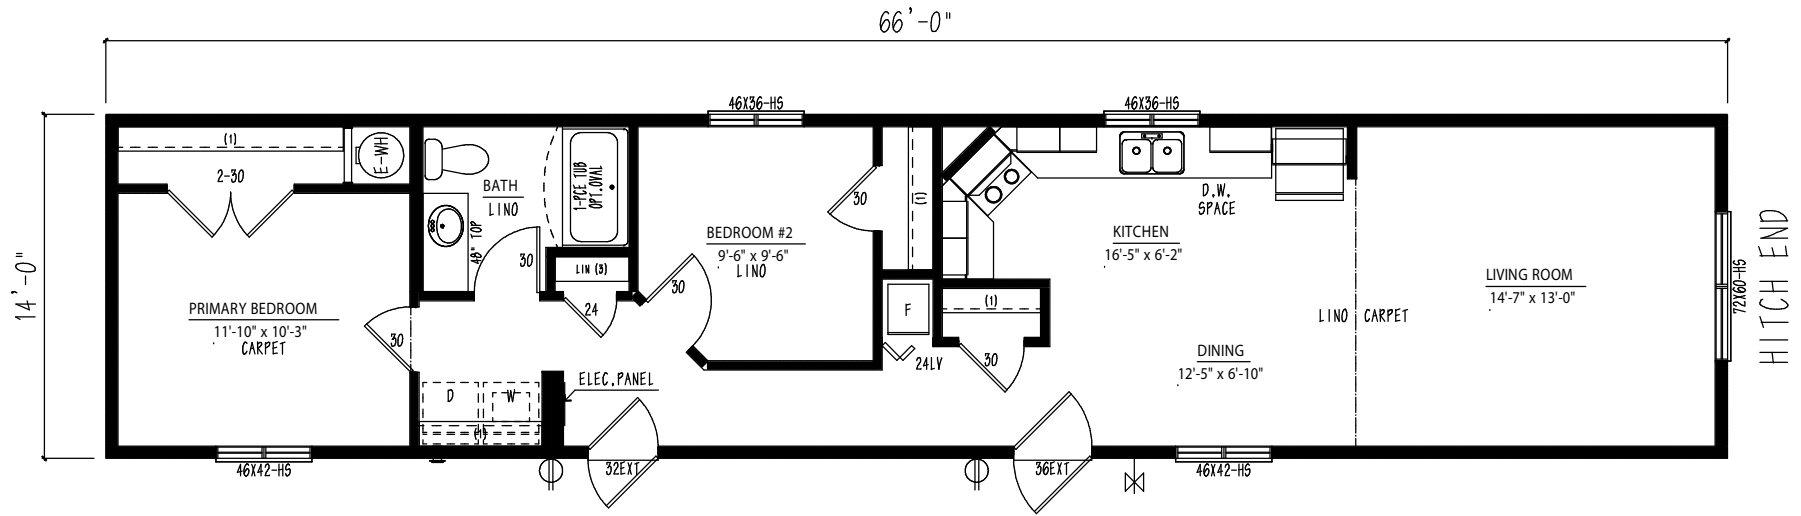 66'-0"
46X36-HS
46X36-HS
(1)
2-30
E-WH
BATH
LINO
1-PCE TUB
OPT.OVAL
48" TOP
30
LIN (3)
24
BEDROOM #2
9'-6" x 9'-6"
LINO
30
30
(1)
D.W.
SPACE
KITCHEN
16'-5" x 6'-2"
LIVING ROOM
14'-7" x 13'-0"
14'-0"
PRIMARY BEDROOM
11'-10" x 10'-3"
CARPET
30
F
24LV
(1)
30
LINO CARPET
DINING
12'-5" x 6'-10"
72X60-HS
HITCH END
D
W
(1)
ELEC.PANEL
46X42-HS
32EXT
36EXT
46X42-HS